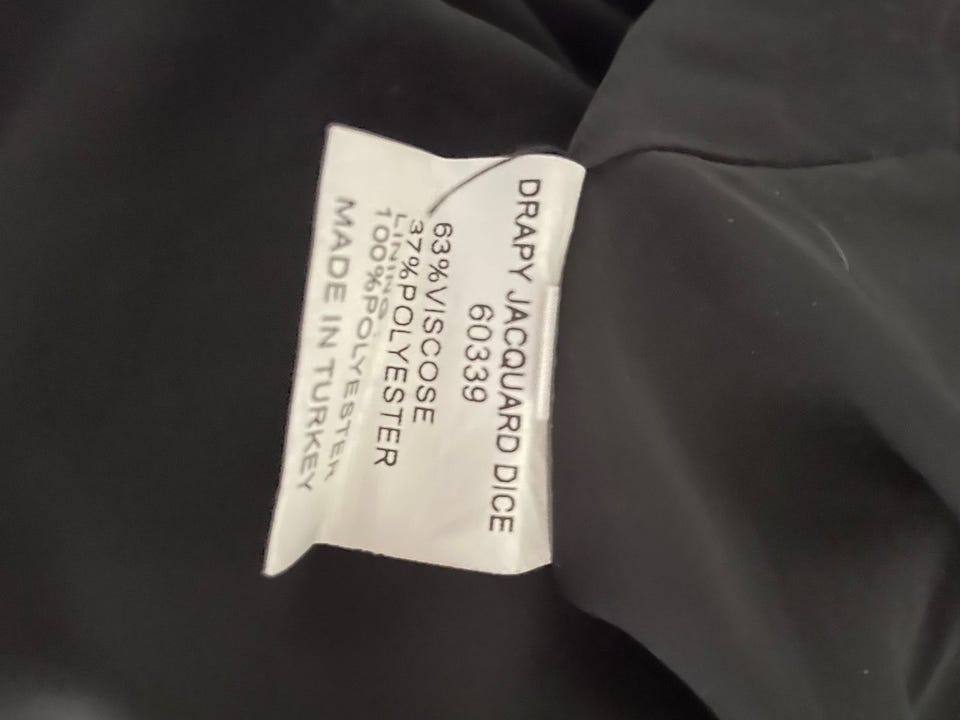 DRAPY JACQUARD DICE
60339
63%VISCOSE
37%POLYESTER
LINING
100%POLYESTER
MADE IN TURKEY